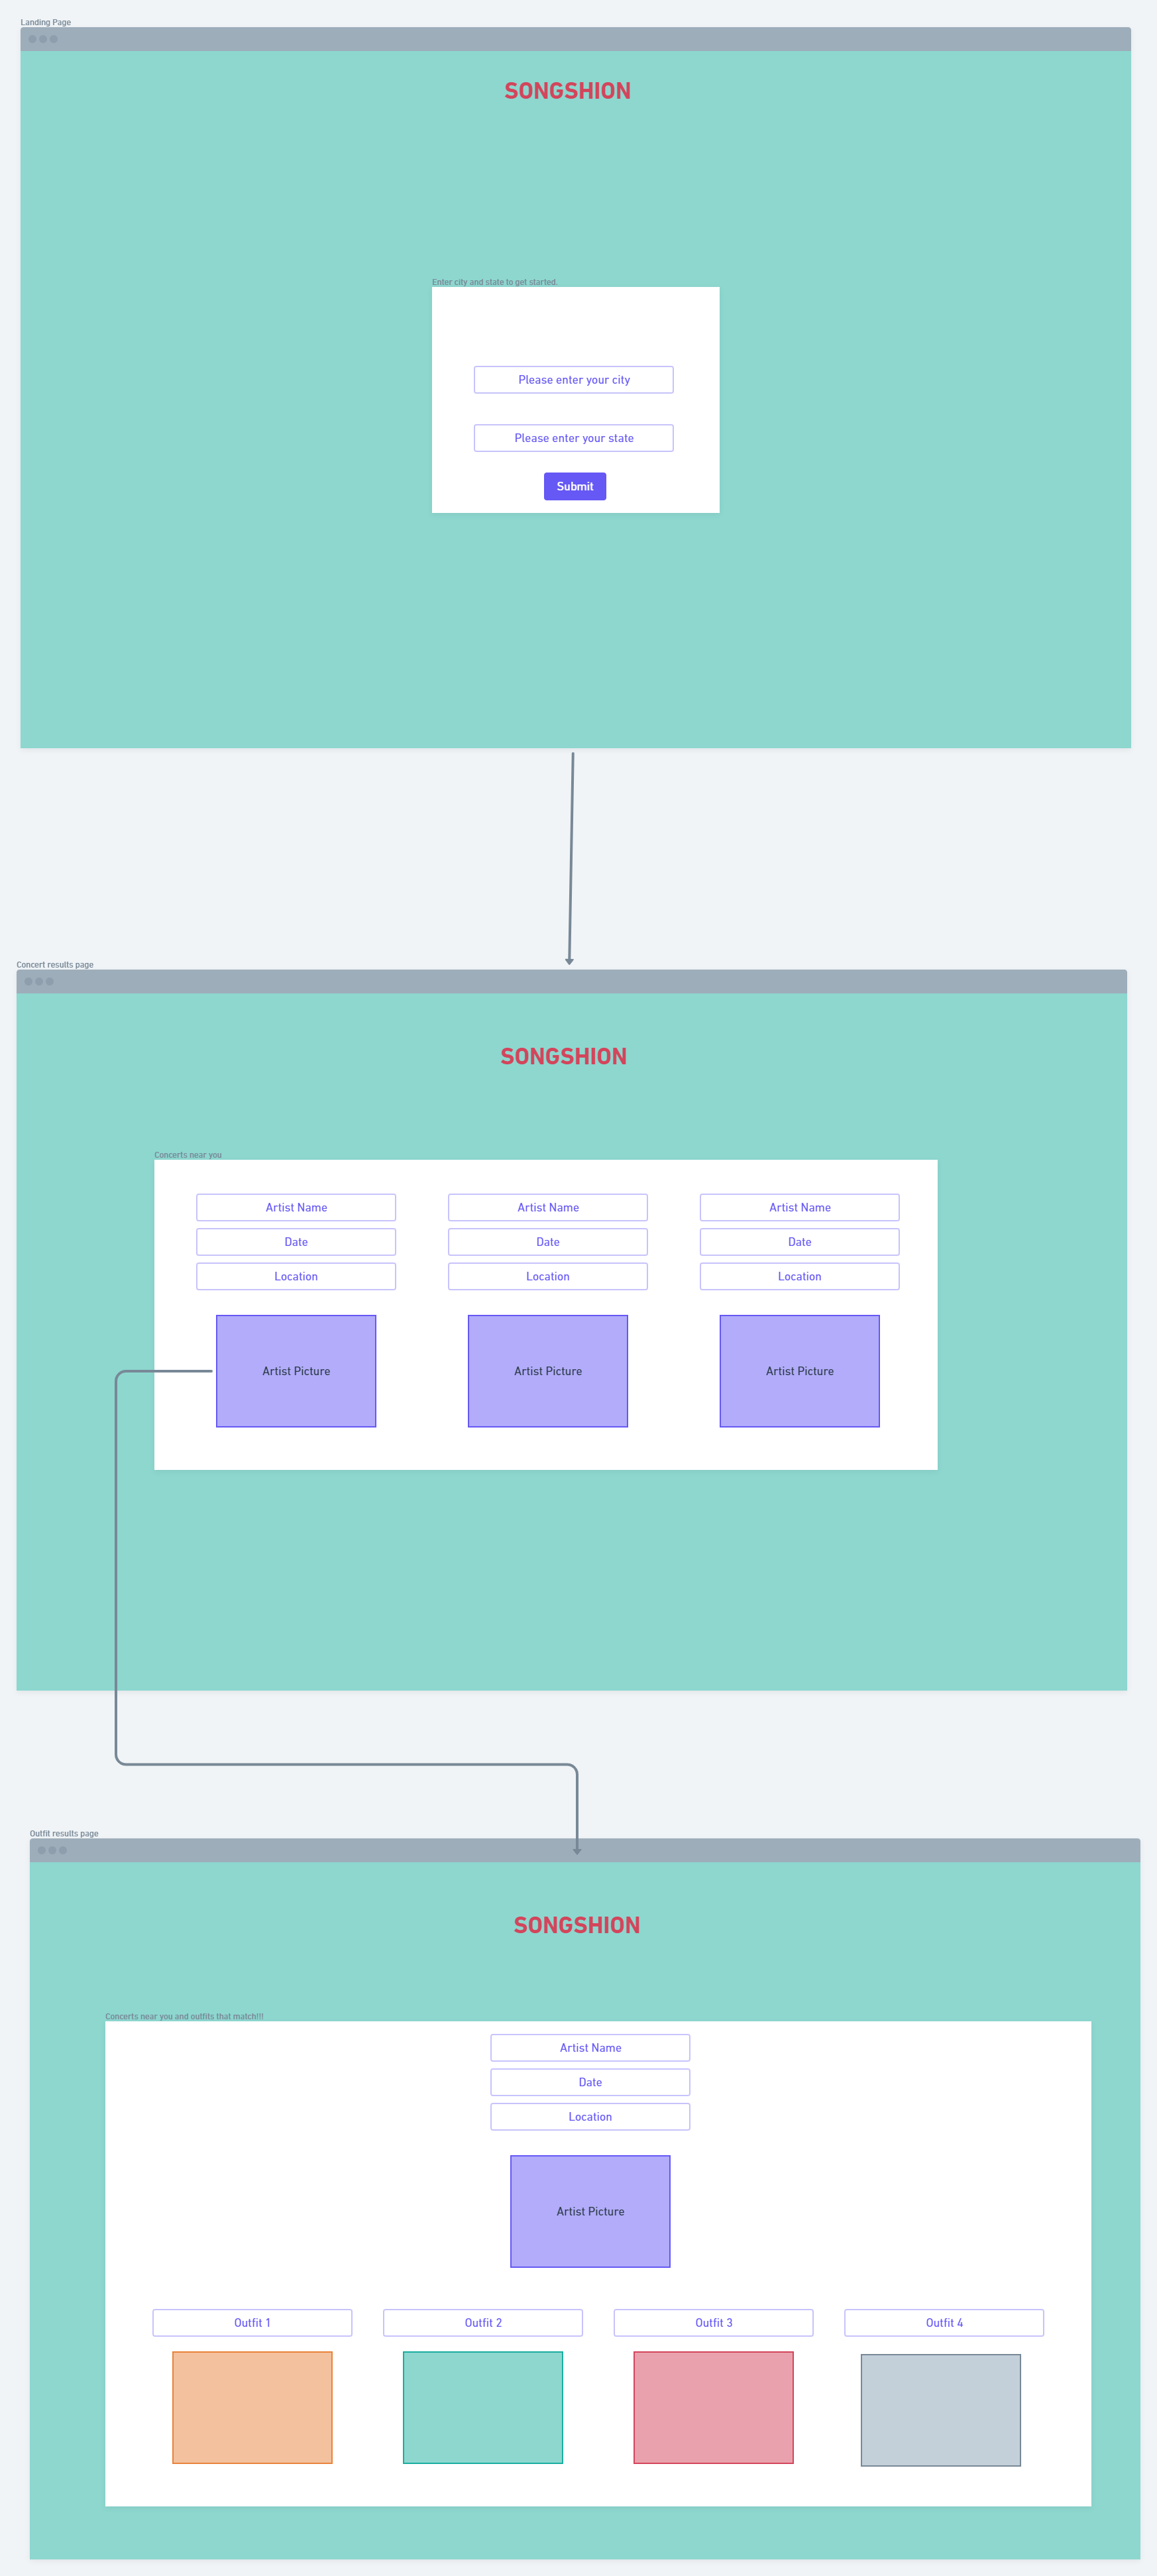 Landing Page
SONGSHION
Enter city and state to get started.
Please enter your city
Please enter your state
Submit
Concert results page
SONGSHION
Concerts near you
Artist Name
Artist Name
Artist Name
Date
Date
Date
Location
Location
Location
Artist Picture
Artist Picture
Artist Picture
Outfit results page
SONGSHION
Concerts near you and outfits that match!!!
Artist Name
Date
Location
Artist Picture
Outfit 1
Outfit 2
Outfit 3
Outfit 4